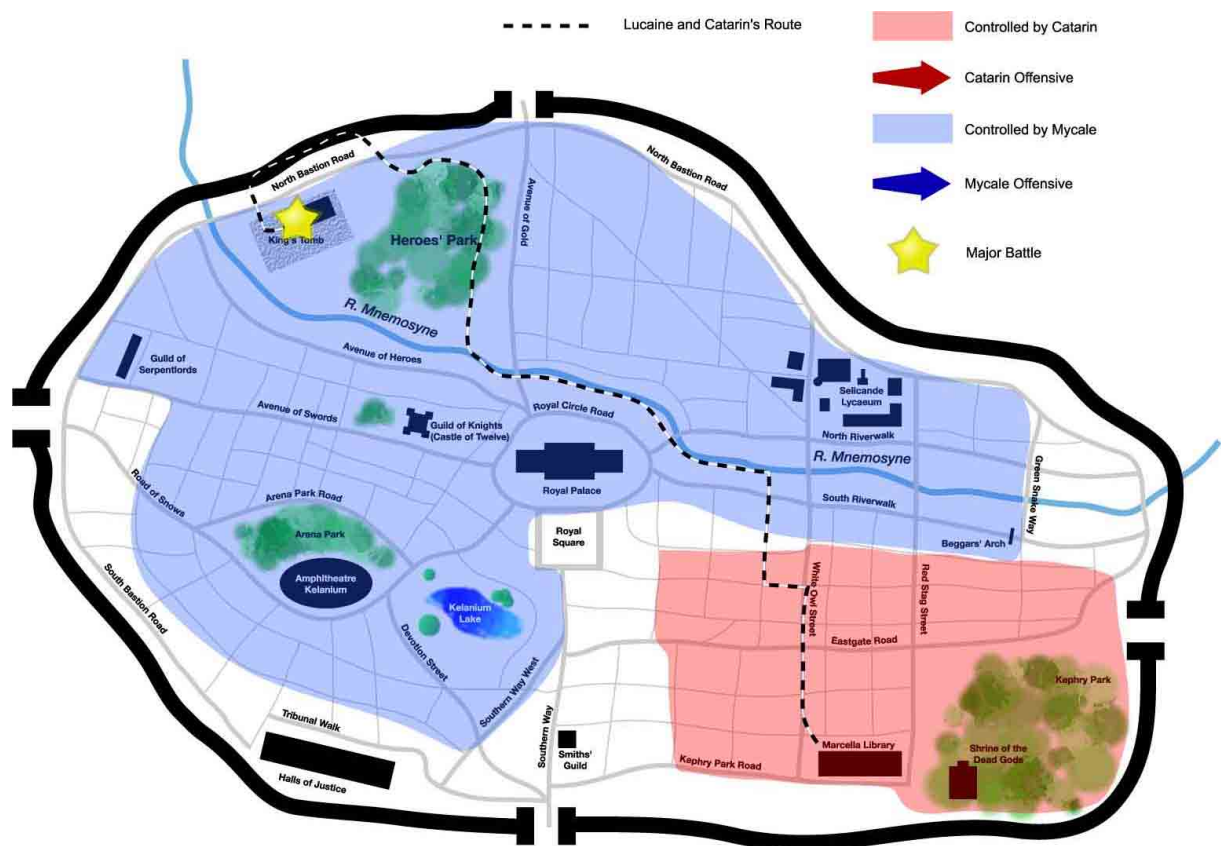 Lucaine and Catarin's Route
Controlled by Catarin
Catarin Offensive
Controlled by Mycale
Mycale Offensive
Major Battle
North Bastion Road
North Bastion Road
Avenue of Gold
King's Tomb
Heroes' Park
R. Mnemosyne
Avenue of Heroes
Guild of
Serpentlords
Avenue of Swords
Guild of Knights
(Castle of Twelve)
Royal Circle Road
Royal Palace
Selicande
Lycaeum
North Riverwalk
R. Mnemosyne
South Riverwalk
Green Snake Way
Beggars' Arch
Road of Snows
Arena Park Road
Arena Park
Amphitheatre
Kelanium
Royal
Square
Kelanium
Lake
White Owl Street
Red Stag Street
Eastgate Road
South Bastion Road
Devotion Street
Southern Way West
Southern Way
Kephry Park
Tribunal Walk
Halls of Justice
Smiths'
Guild
Kephry Park Road
Marcella Library
Shrine of the
Dead Gods